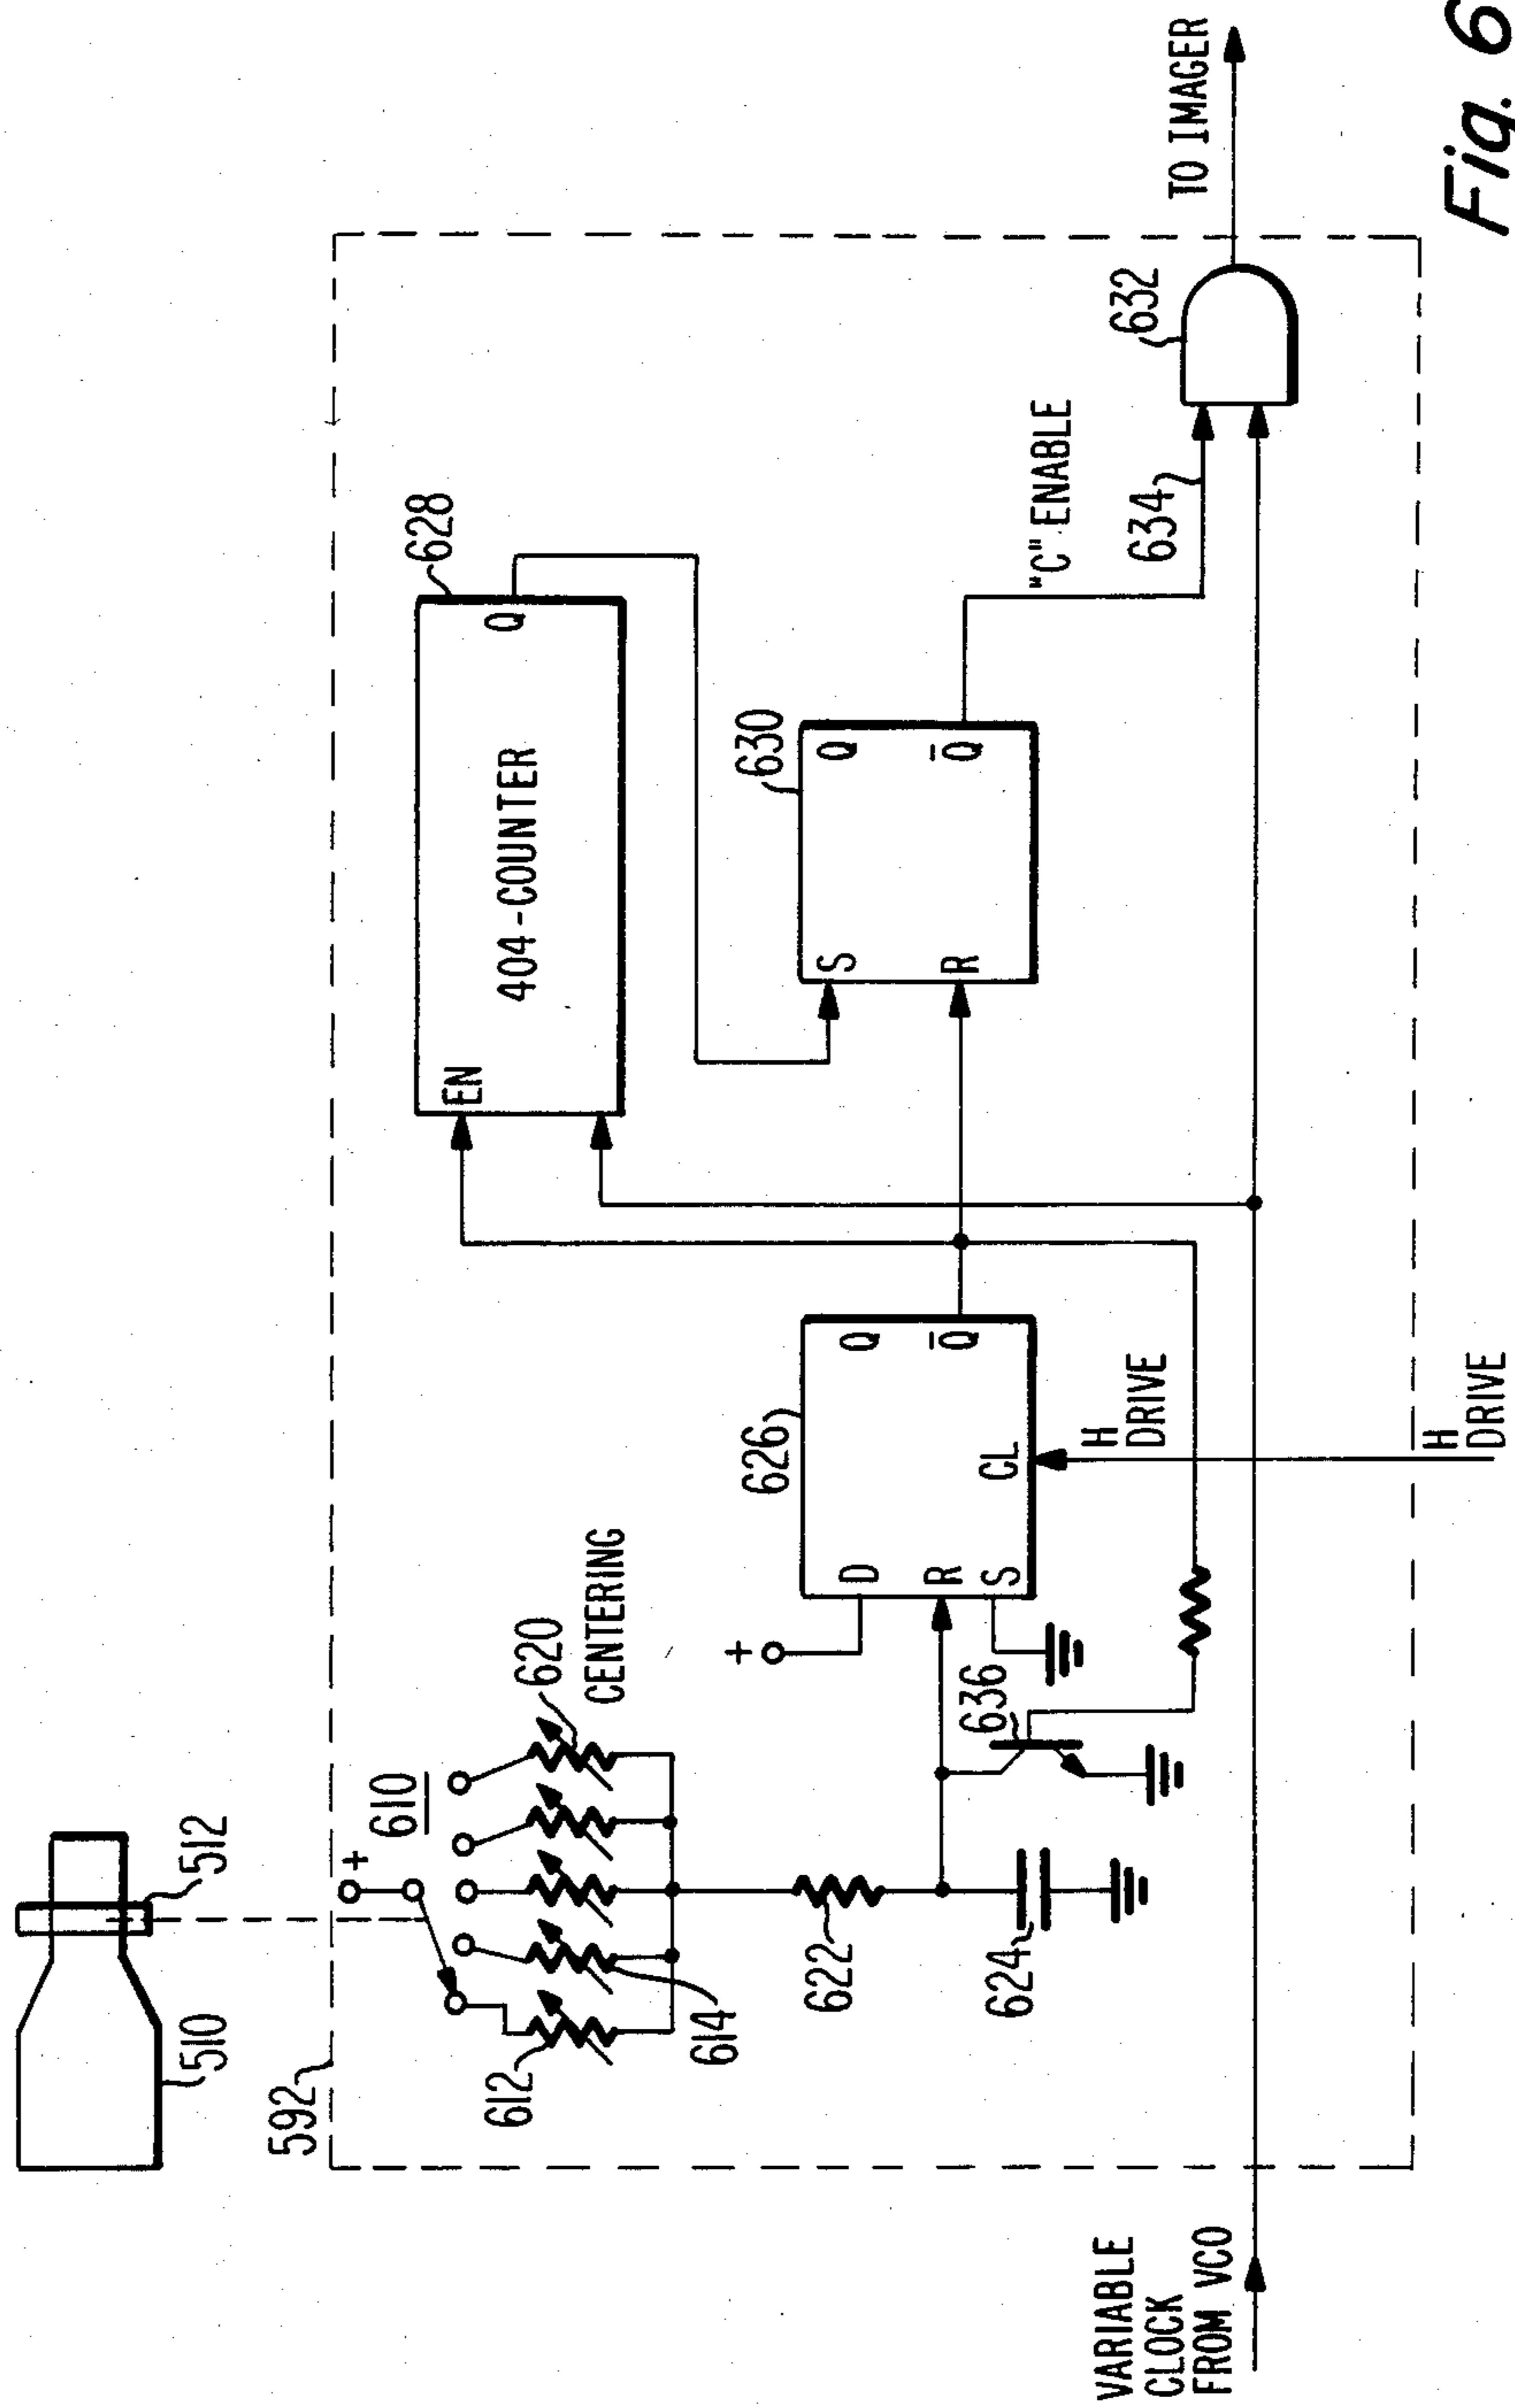 510
512
592
+
610
612
614
620
CENTERING
622
624
+
636
626
D
R
S
CL
Q
Q̅
H
DRIVE
H
DRIVE
628
EN
404-COUNTER
Q
630
S
R
Q
Q̅
"C" ENABLE
634
632
TO IMAGER
VARIABLE
CLOCK
FROM VCO
Fig. 6